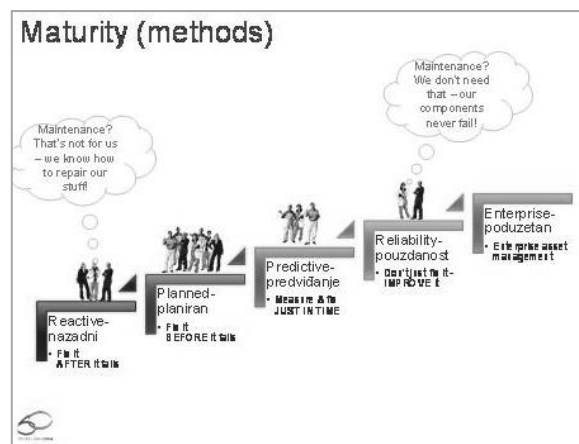 Maturity (methods)
Maintenance?
That's not for us
– we know how
to repair our
stuff!
Maintenance?
We don't need
that – our
components
never fail!
Reactive-
nazadni
• Fix it
AFTER it fails
Planned-
planiran
• Fix it
BEFORE it fails
Predictive-
predviđanje
• Measure & fix
JUST IN TIME
Reliability-
pouzdanost
• Don't just fix it-
IMPROVE it
Enterprise-
poduzetan
• Enterprise asset
management